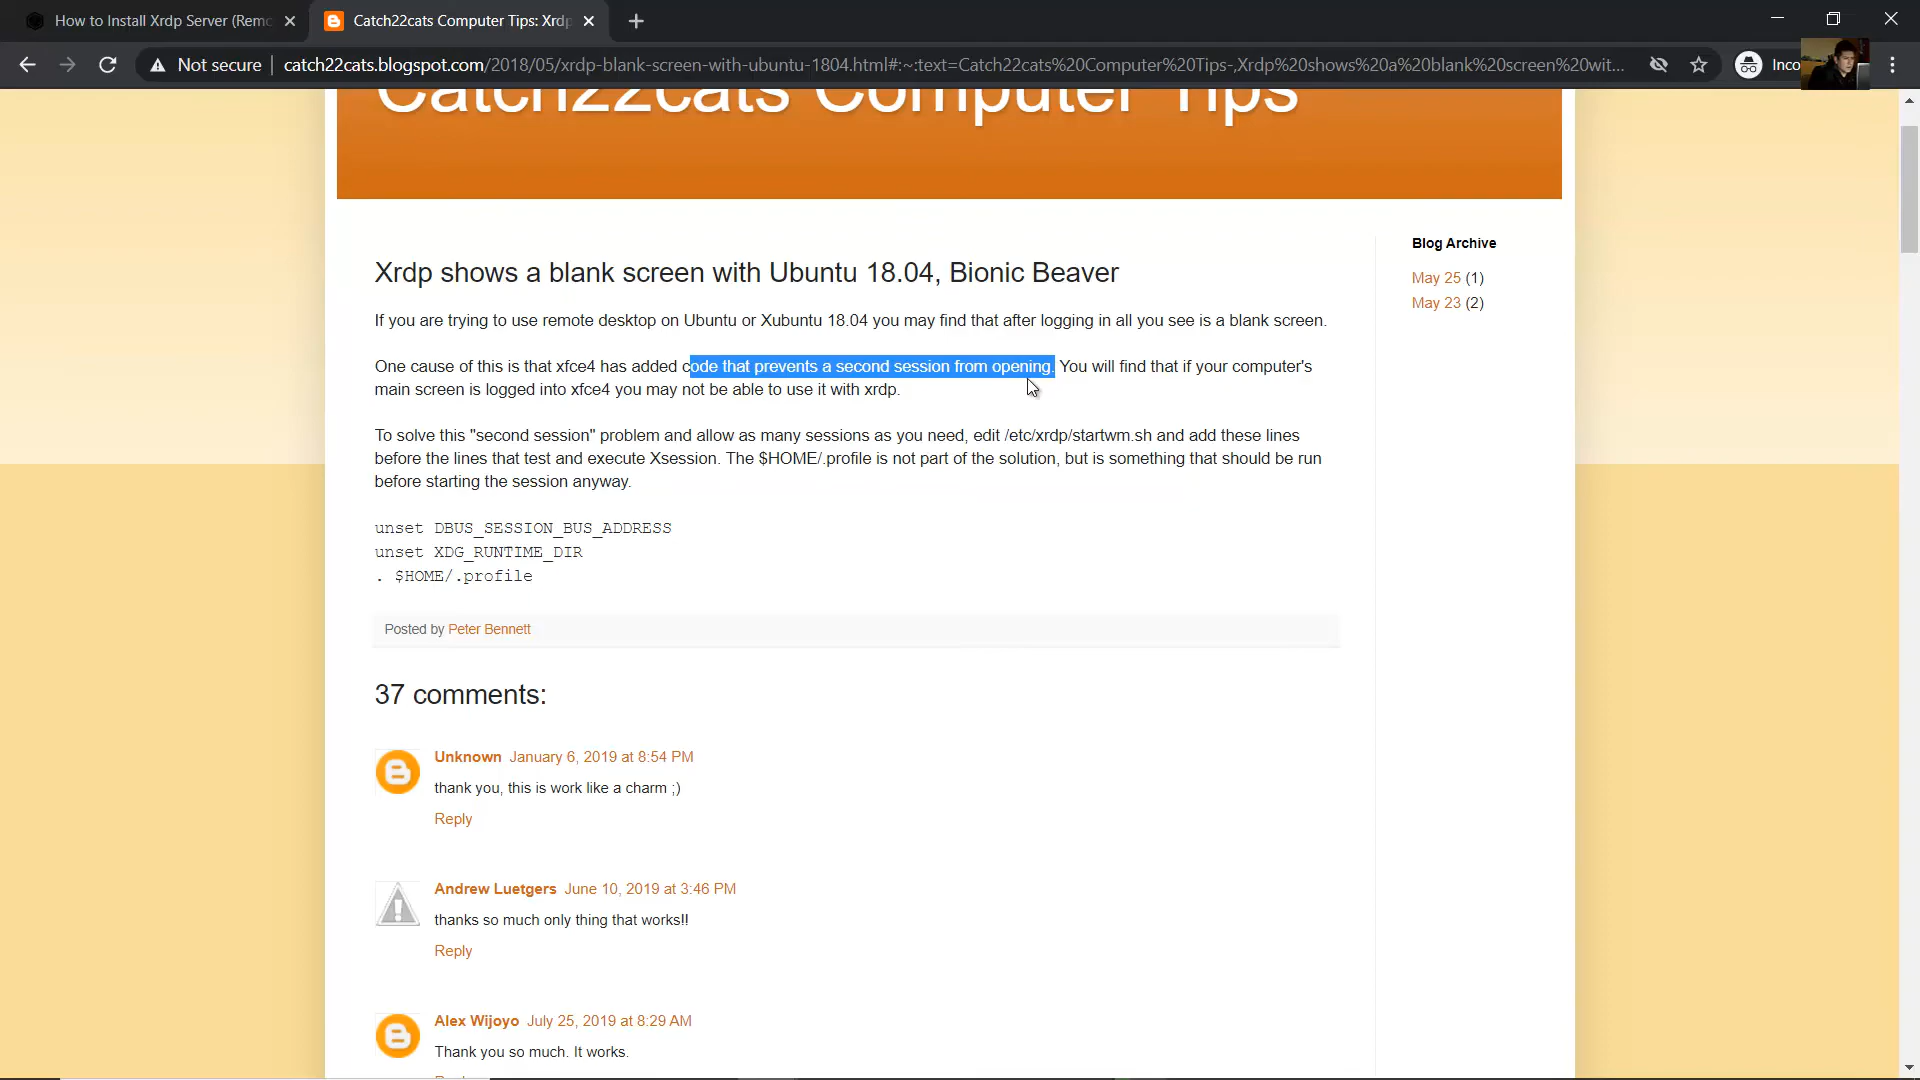 How to Install Xrdp Server (Remo
Catch22cats Computer Tips: Xrdp
Not secure
catch22cats.blogspot.com/2018/05/xrdp-blank-screen-with-ubuntu-1804.html#:~:text=Catch22cats%20Computer%20Tips-,Xrdp%20shows%20a%20blank%20screen%20wit...
Inco
Catch22cats Computer Tips
Xrdp shows a blank screen with Ubuntu 18.04, Bionic Beaver
If you are trying to use remote desktop on Ubuntu or Xubuntu 18.04 you may find that after logging in all you see is a blank screen.
One cause of this is that xfce4 has added code that prevents a second session from opening. You will find that if your computer's
main screen is logged into xfce4 you may not be able to use it with xrdp.
To solve this "second session" problem and allow as many sessions as you need, edit /etc/xrdp/startwm.sh and add these lines
before the lines that test and execute Xsession. The $HOME/.profile is not part of the solution, but is something that should be run
before starting the session anyway.
unset DBUS_SESSION_BUS_ADDRESS
unset XDG_RUNTIME_DIR
. $HOME/.profile
Posted by Peter Bennett
Blog Archive
May 25 (1)
May 23 (2)
37 comments:
Unknown January 6, 2019 at 8:54 PM
thank you, this is work like a charm ;)
Reply
Andrew Luetgers June 10, 2019 at 3:46 PM
thanks so much only thing that works!!
Reply
Alex Wijoyo July 25, 2019 at 8:29 AM
Thank you so much. It works.